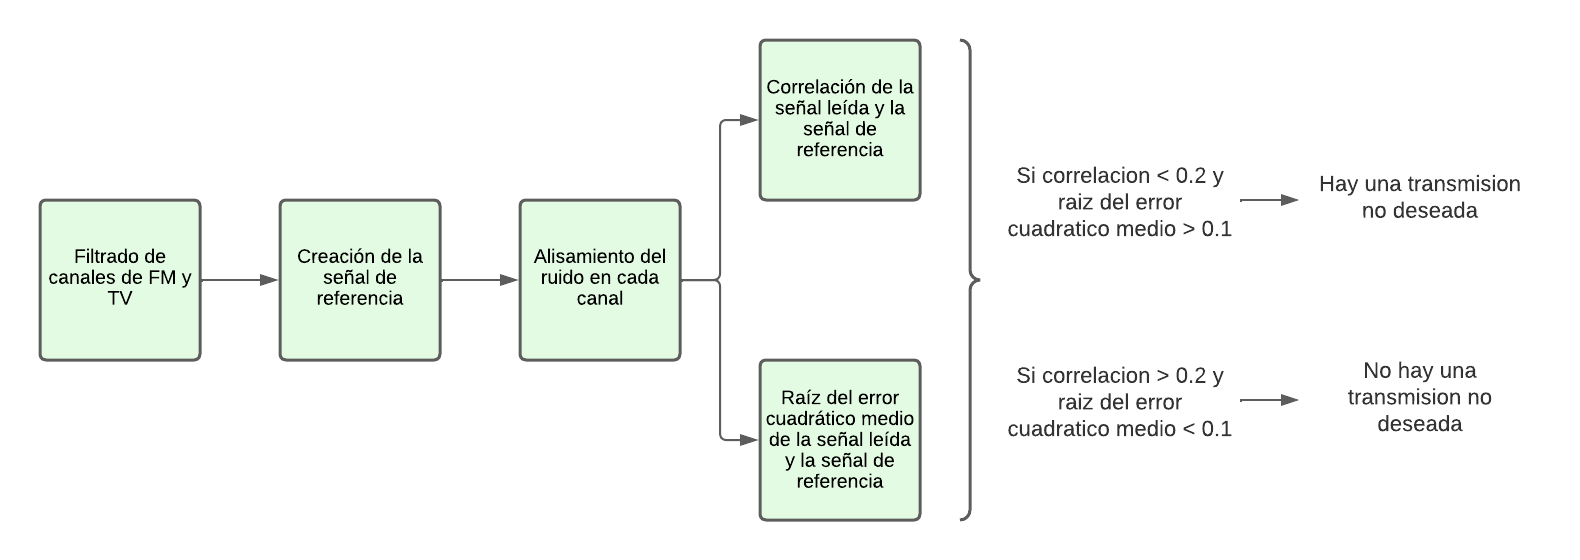 Filtrado de
canales de FM y
TV
Creación de la
señal de
referencia
Alisamiento del
ruido en cada
canal
Correlación de la
señal leída y la
señal de
referencia
Raíz del error
cuadrático medio
de la señal leída
y la señal de
referencia
Si correlacion < 0.2 y
raiz del error
cuadratico medio > 0.1
Hay una transmision
no deseada
Si correlacion > 0.2 y
raiz del error
cuadratico medio < 0.1
No hay una
transmision no
deseada